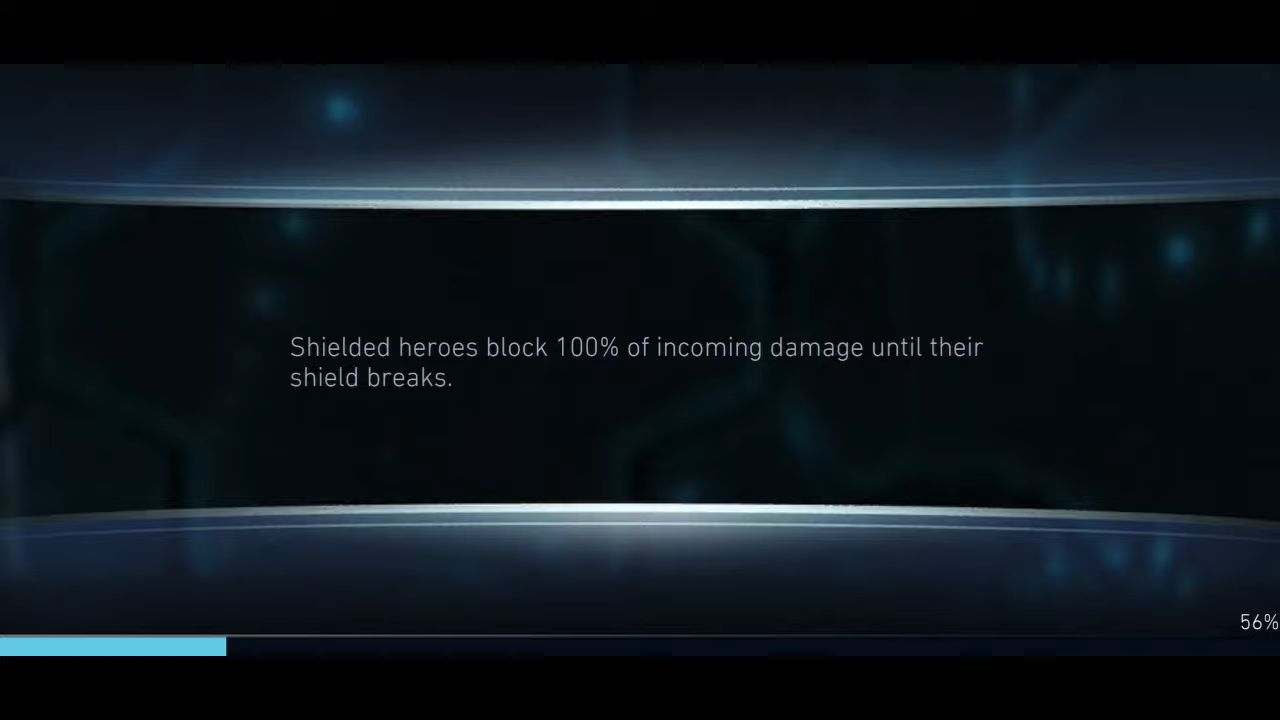 Shielded heroes block 100% of incoming damage until their
shield breaks.
56%